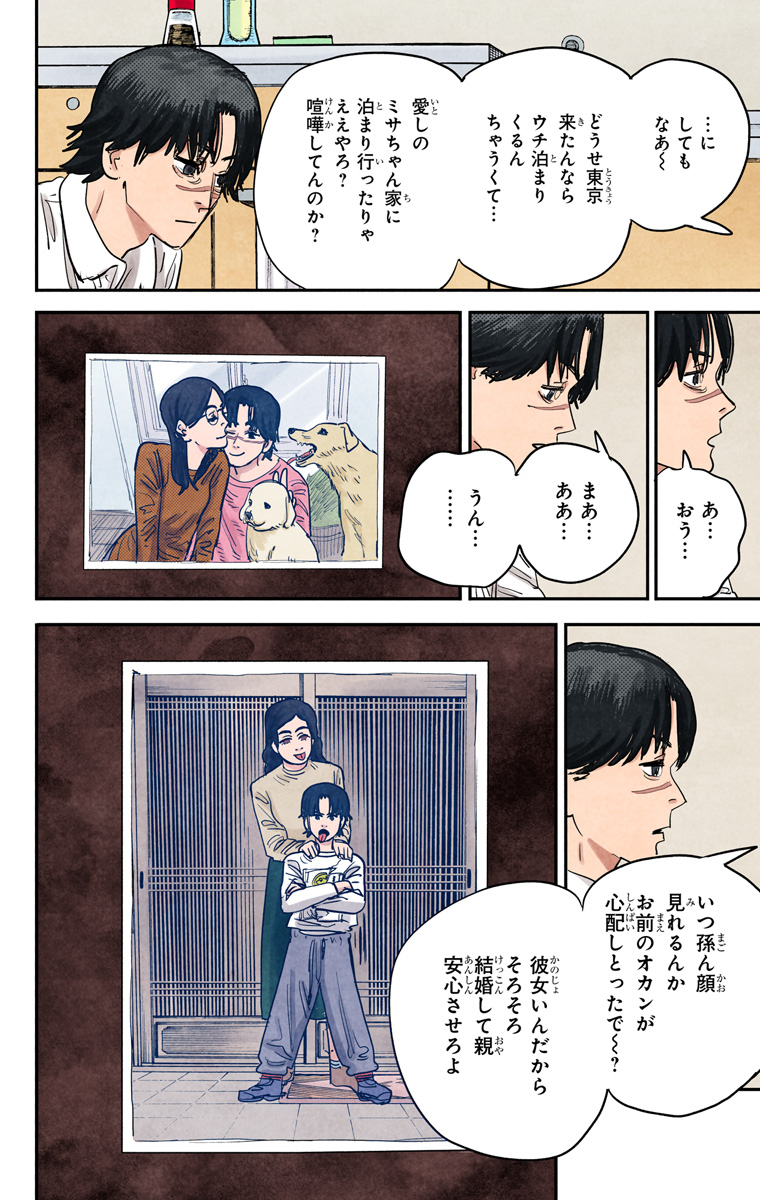 …に
しても
なあ〜
どうせ東京
来たんなら
ウチ泊まり
くるん
ちゃうくて…
愛しの
ミサちゃん家に
泊まり行ったりゃ
ええやろ？
喧嘩してんのか？
あ…
おう…
まあ…
ああ…
うん…
……
いつ孫ん顔
見れるんか
お前のオカンが
心配しとったで〜？
彼女いんだから
そろそろ
結婚して親
安心させろよ